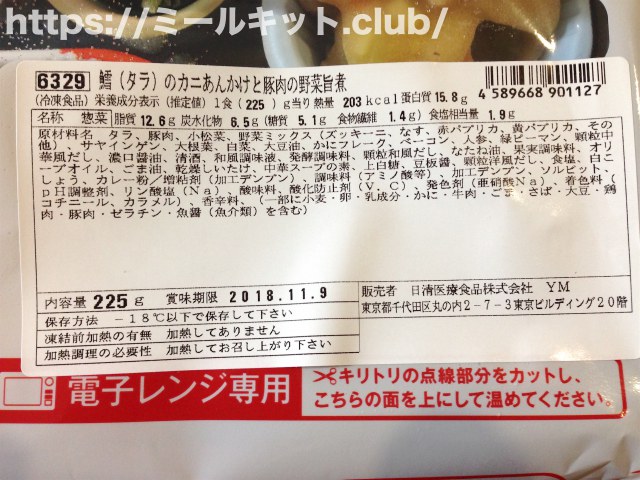 https://ミールキット.club/
6329 鱈(タラ)のカニあんかけと豚肉の野菜旨煮
(冷凍食品) 栄養成分表示(推定値)1食(225)g当り熱量 203kcal蛋白質15.8g
4589668901127
名称 惣菜 脂質12.6g炭水化物 6.5g(糖質 5.1g 食物繊維 1.4g)食塩相当量 1.9g
原材料名 タラ、豚肉、小松菜、野菜ミックス(ズッキーニ、なす、赤パプリカ、黄パプリカ、その
他)、サヤインゲン、大根葉、白菜、大豆油、かにフレーク、ベーコン、人参、緑ピーマン、顆粒中
華風だし、濃口醤油、清酒、和風調味液、発酵調味料、顆粒和風だし、なたね油、果実調味料、オリ
ーブオイル、ごま油、乾燥しいたけ、中華スープの素、上白糖、豆板醤、顆粒洋風だし、食塩、白こ
しょう、カレー粉/増粘剤(加工デンプン)、調味料(アミノ酸等)、加工デンプン、ソルビット、
pH調整剤、リン酸塩(Na)、酸味料、酸化防止剤(V.C)、発色剤(亜硝酸Na)、着色料(
コチニール、カラメル)、香辛料、(一部に小麦・卵・乳成分・かに・牛肉・ごま・さば・大豆・鶏
肉・豚肉・ゼラチン・魚醤(魚介類)を含む)
内容量 225g 賞味期限 2018.11.9
保存方法 -18℃以下で保存して下さい
凍結前加熱の有無 加熱してありません
加熱調理の必要性 加熱してお召し上がり下さい
販売者 日清医療食品株式会社 YM
東京都千代田区丸の内2-7-3東京ビルディング20階
電子レンジ専用
キリトリの点線部分をカットし、
こちらの面を上にして温めてください。